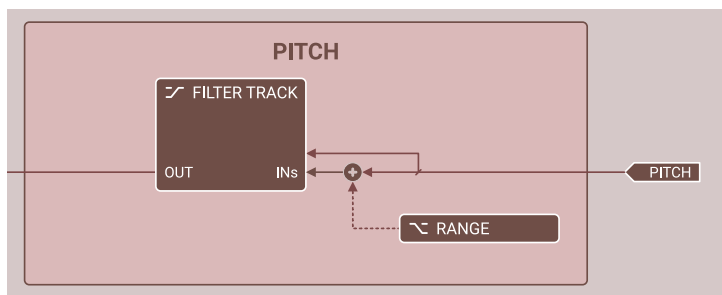 PITCH
FILTER TRACK
OUT
INs
PITCH
RANGE